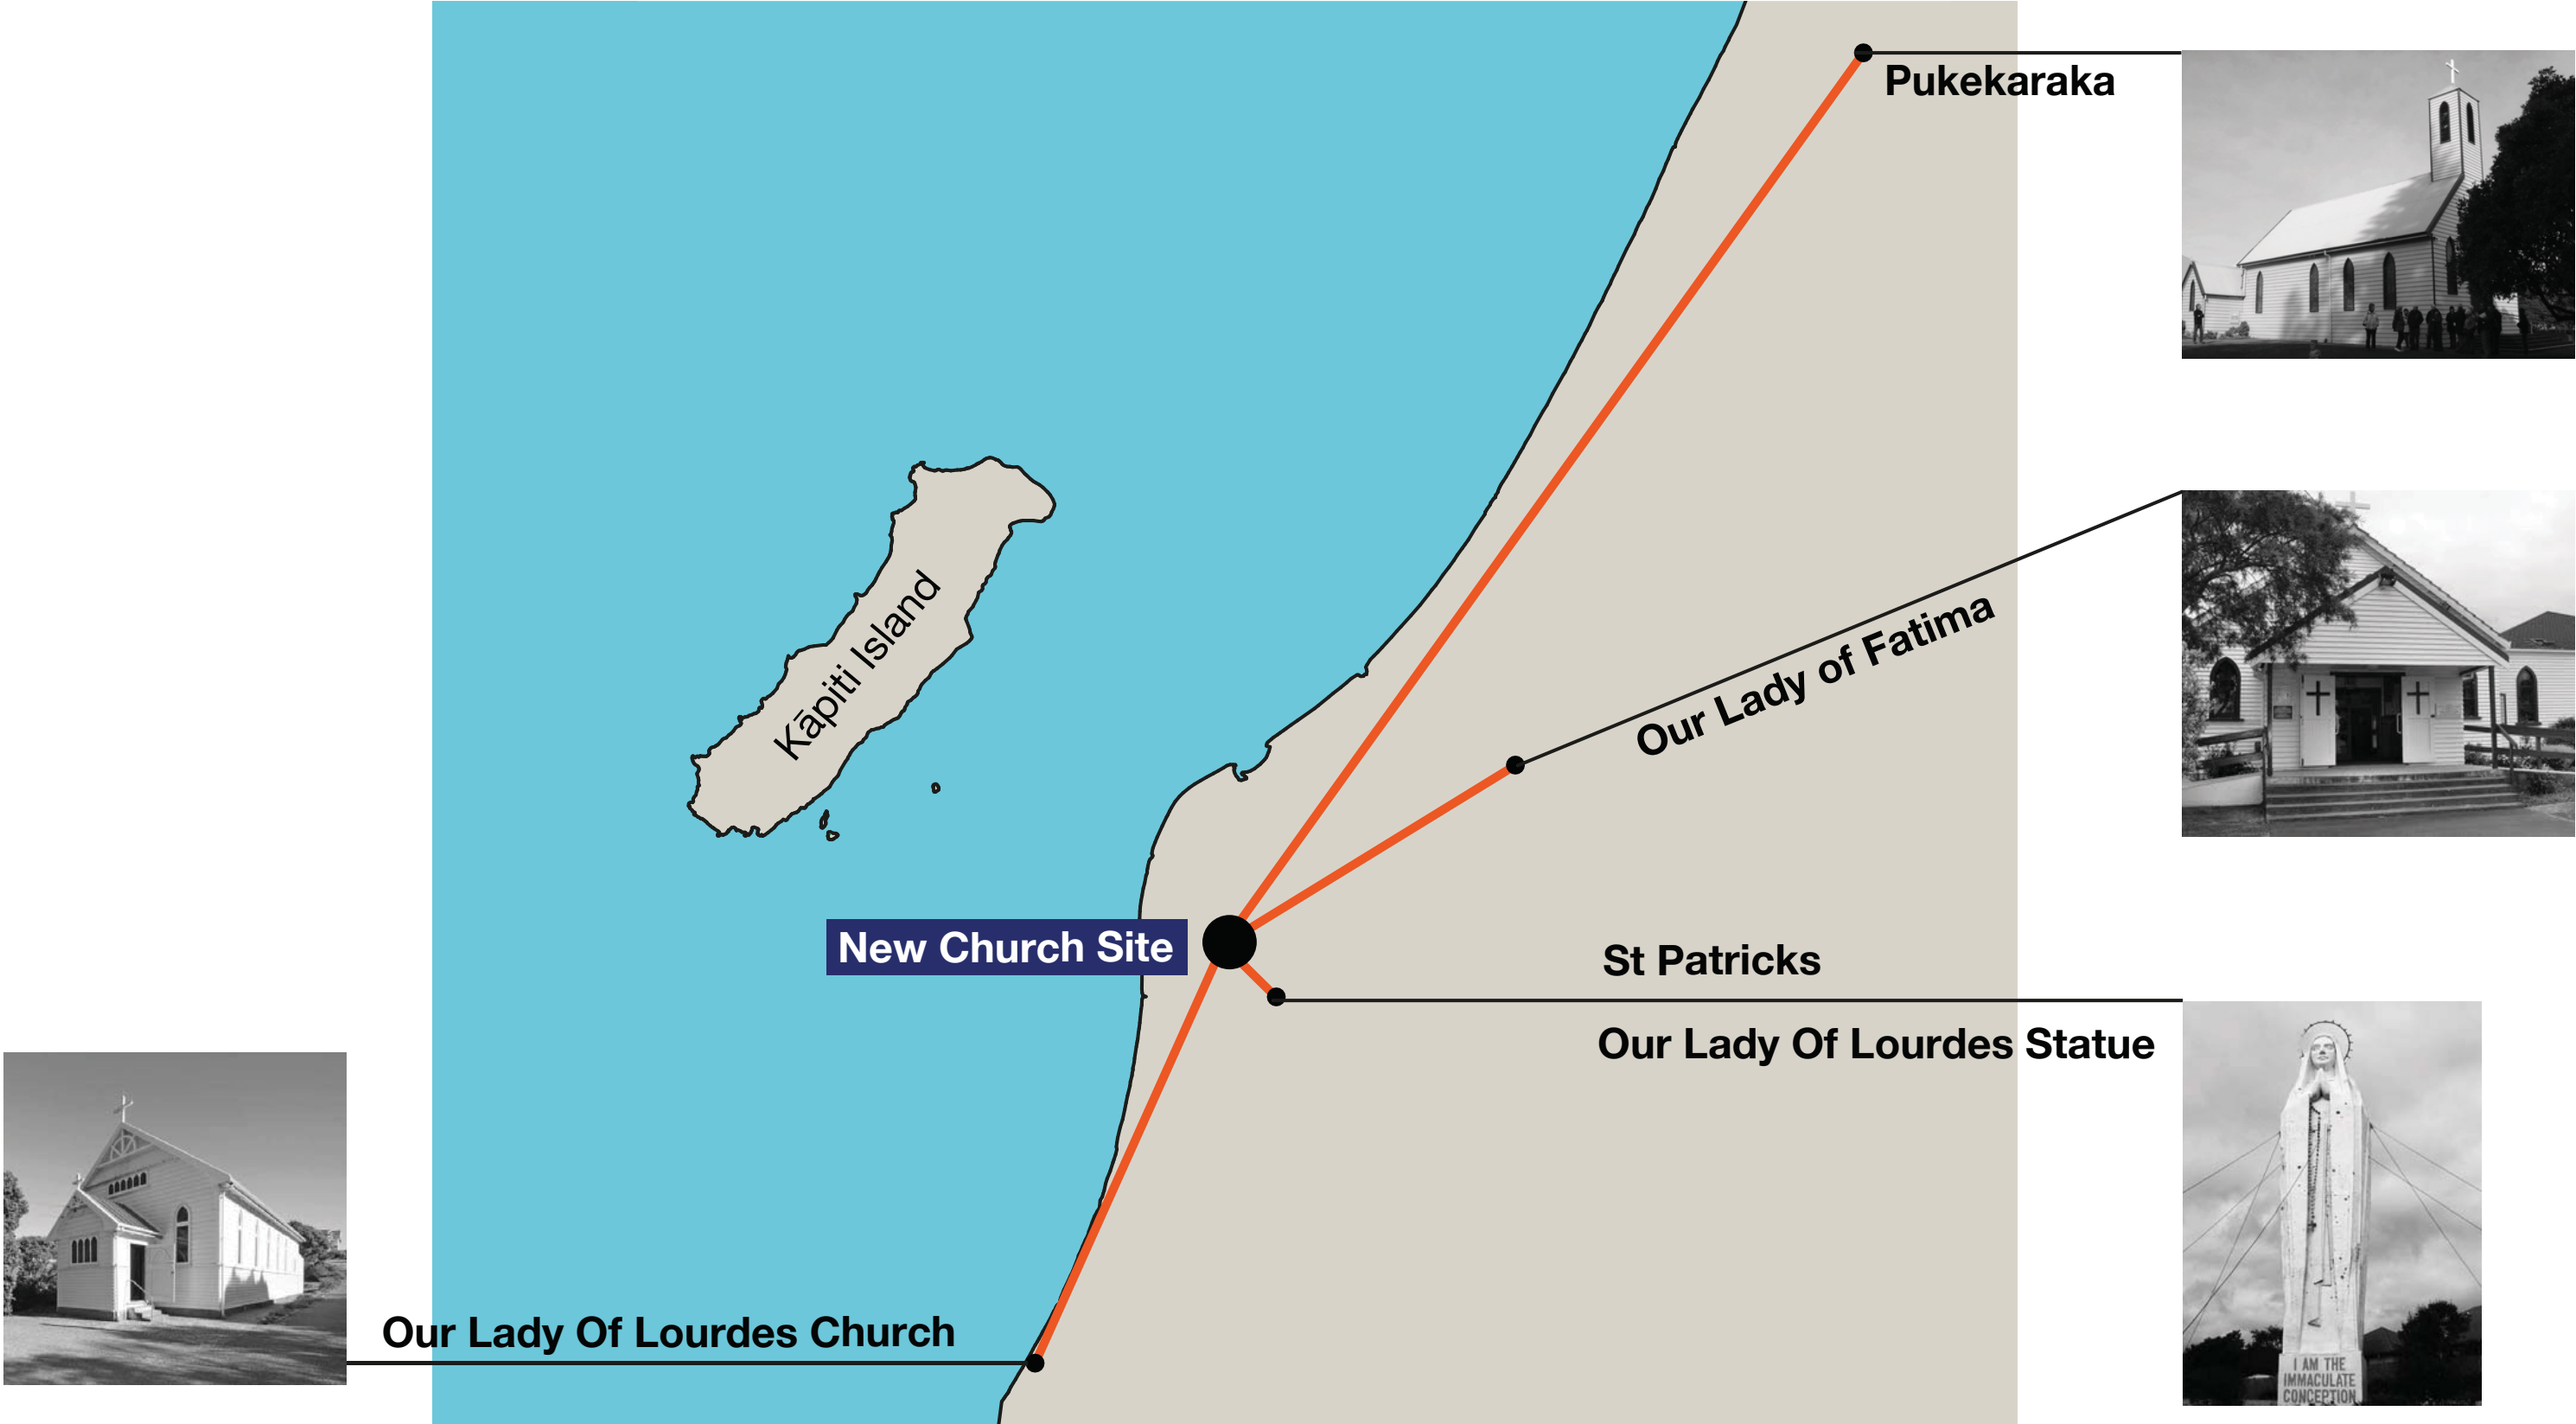 Pukekaraka
Kāpiti Island
Our Lady of Fatima
New Church Site
St Patricks
Our Lady Of Lourdes Statue
Our Lady Of Lourdes Church
I AM THE
IMMACULATE
CONCEPTION